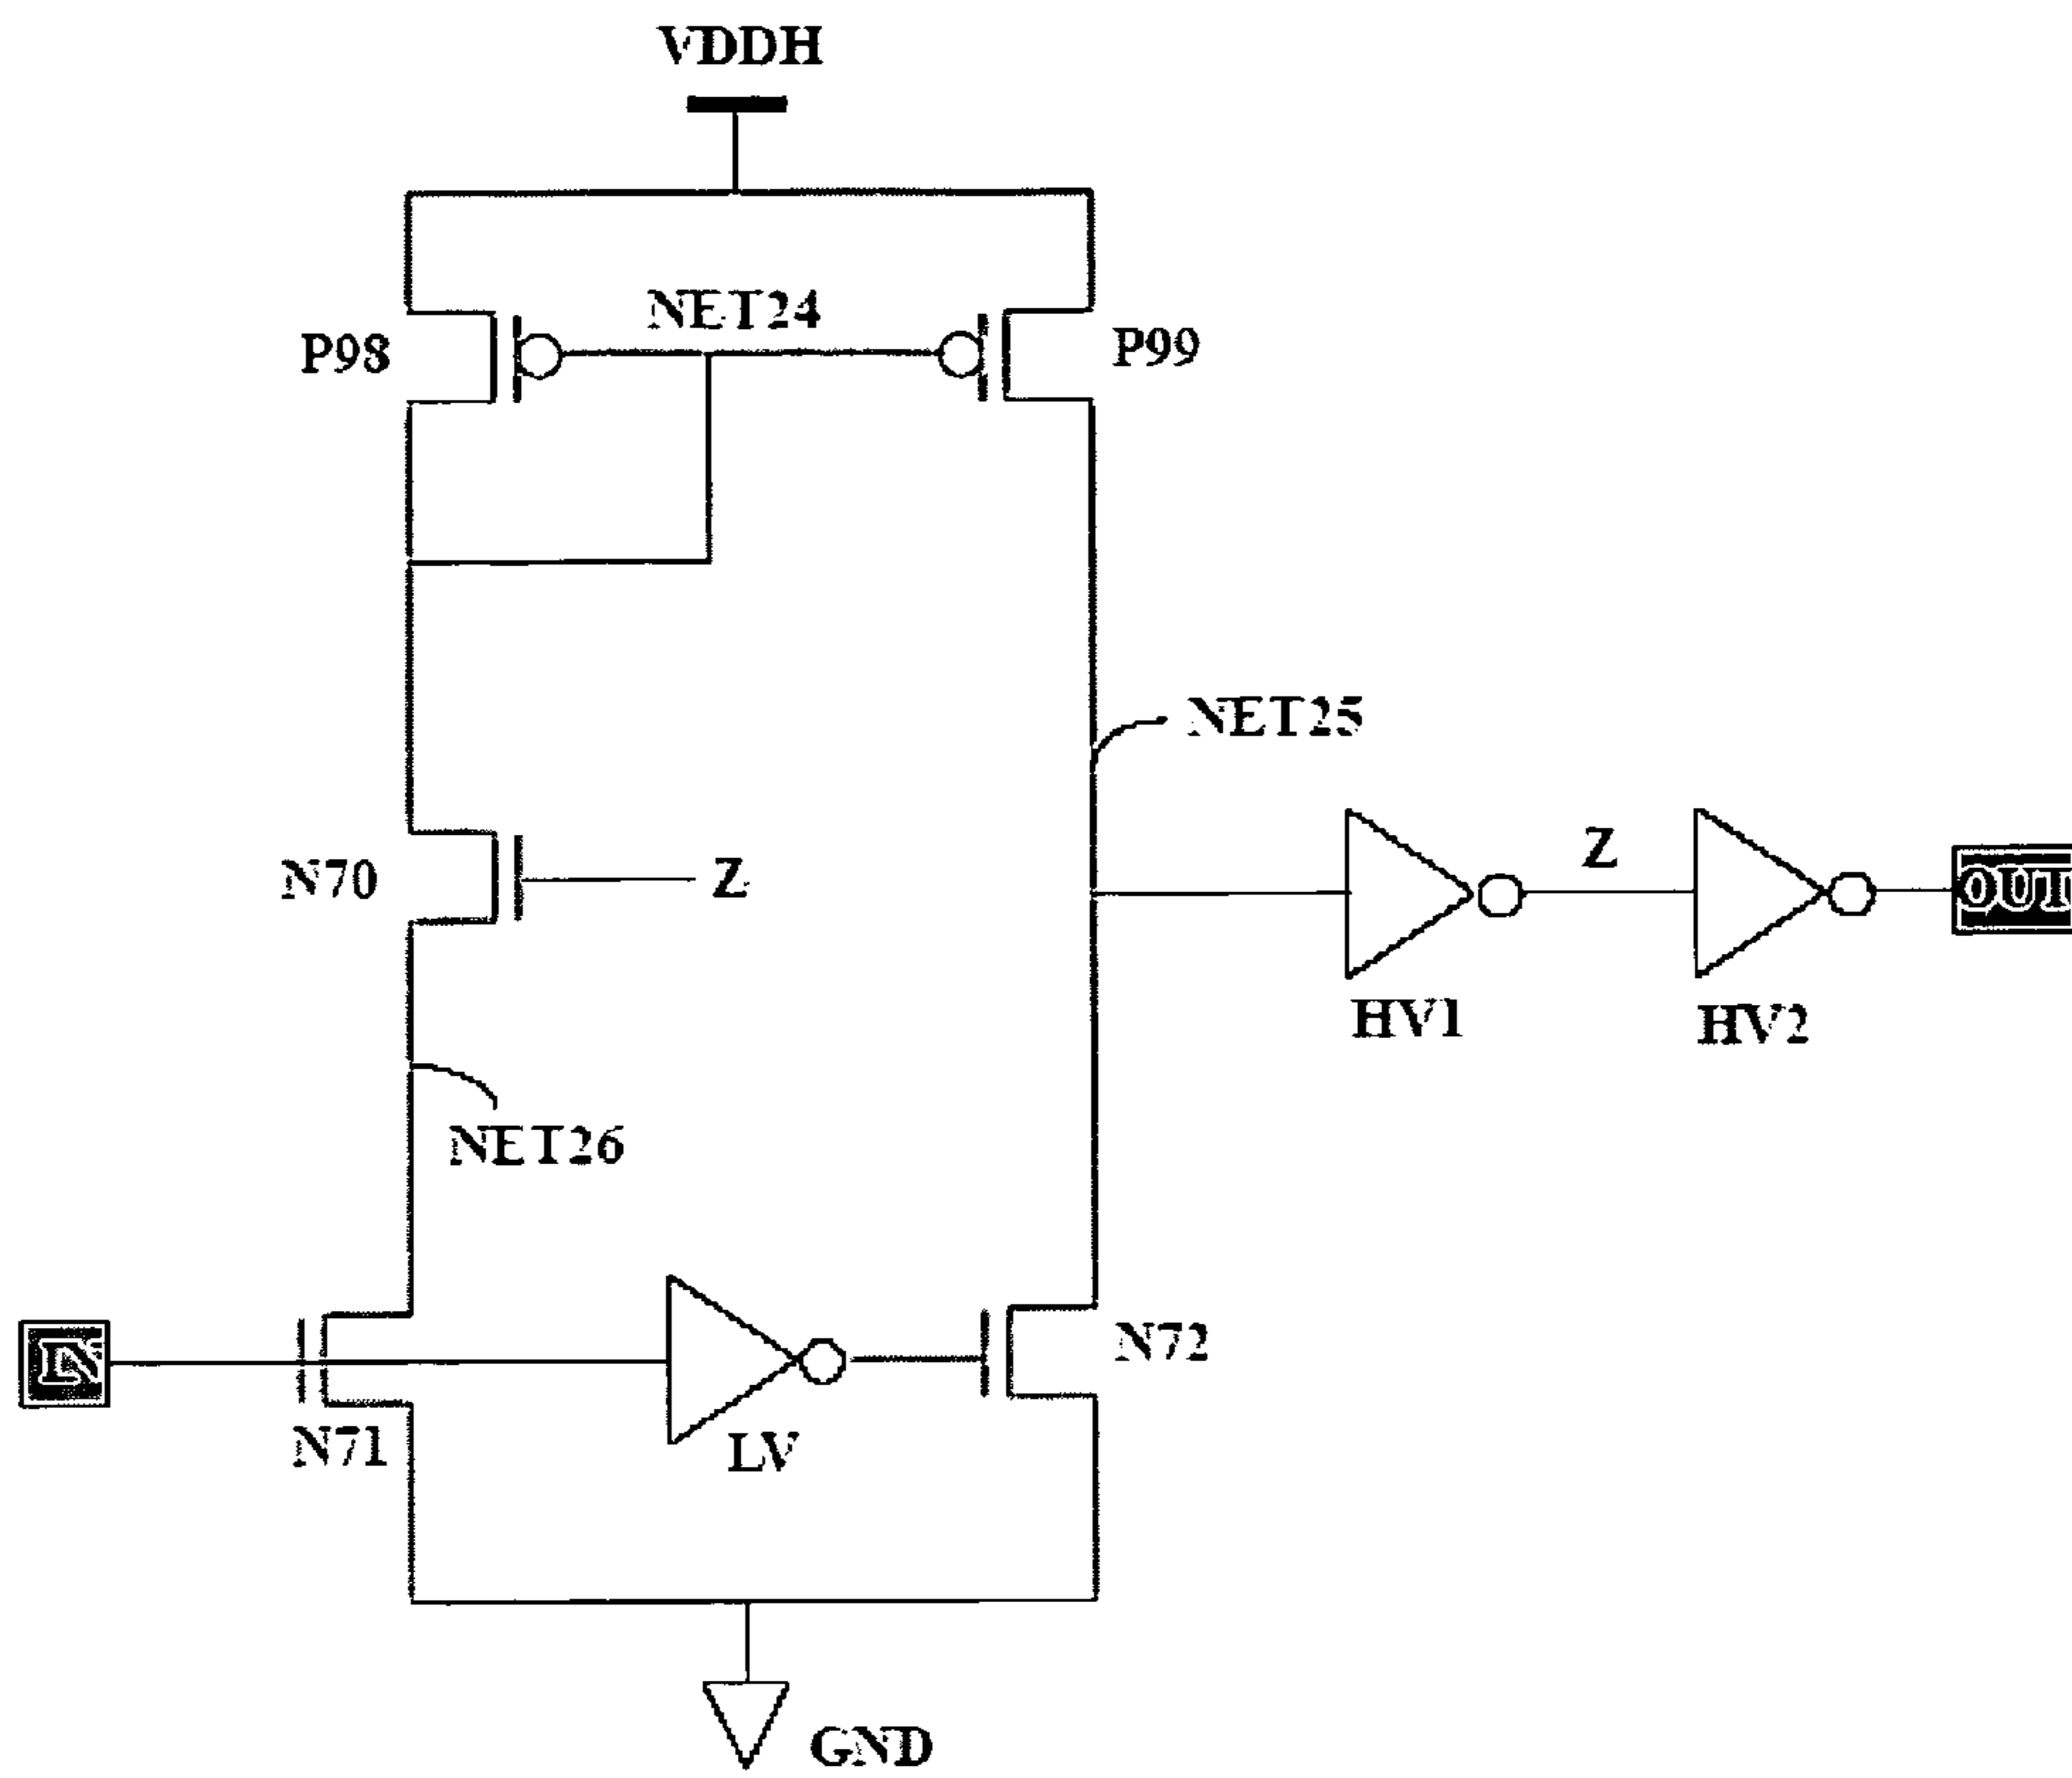 VDDH
NET24
P98
P99
NET25
Z
N70
Z
OUT
HV1
HV2
NET26
IN
N72
N71
LV
GND